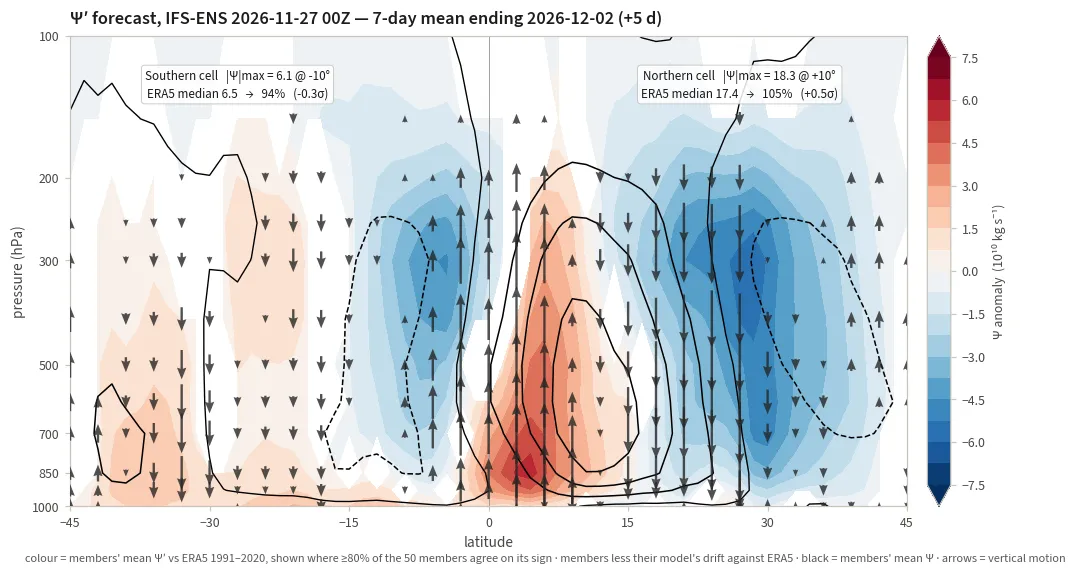 Ψ′ forecast, IFS-ENS 2026-11-27 00Z — 7-day mean ending 2026-12-02 (+5 d)
Southern cell |Ψ|max = 6.1 @ -10°
ERA5 median 6.5 → 94% (-0.3σ)
Northern cell |Ψ|max = 18.3 @ +10°
ERA5 median 17.4 → 105% (+0.5σ)
pressure (hPa)
100
200
300
400
500
700
850
1000
−45
−30
−15
0
15
30
45
latitude
7.5
6.0
4.5
3.0
1.5
0.0
−1.5
−3.0
−4.5
−6.0
−7.5
Ψ anomaly (10¹⁰ kg s⁻¹)
colour = members' mean Ψ′ vs ERA5 1991–2020, shown where ≥80% of the 50 members agree on its sign · members less their model's drift against ERA5 · black = members' mean Ψ · arrows = vertical motion